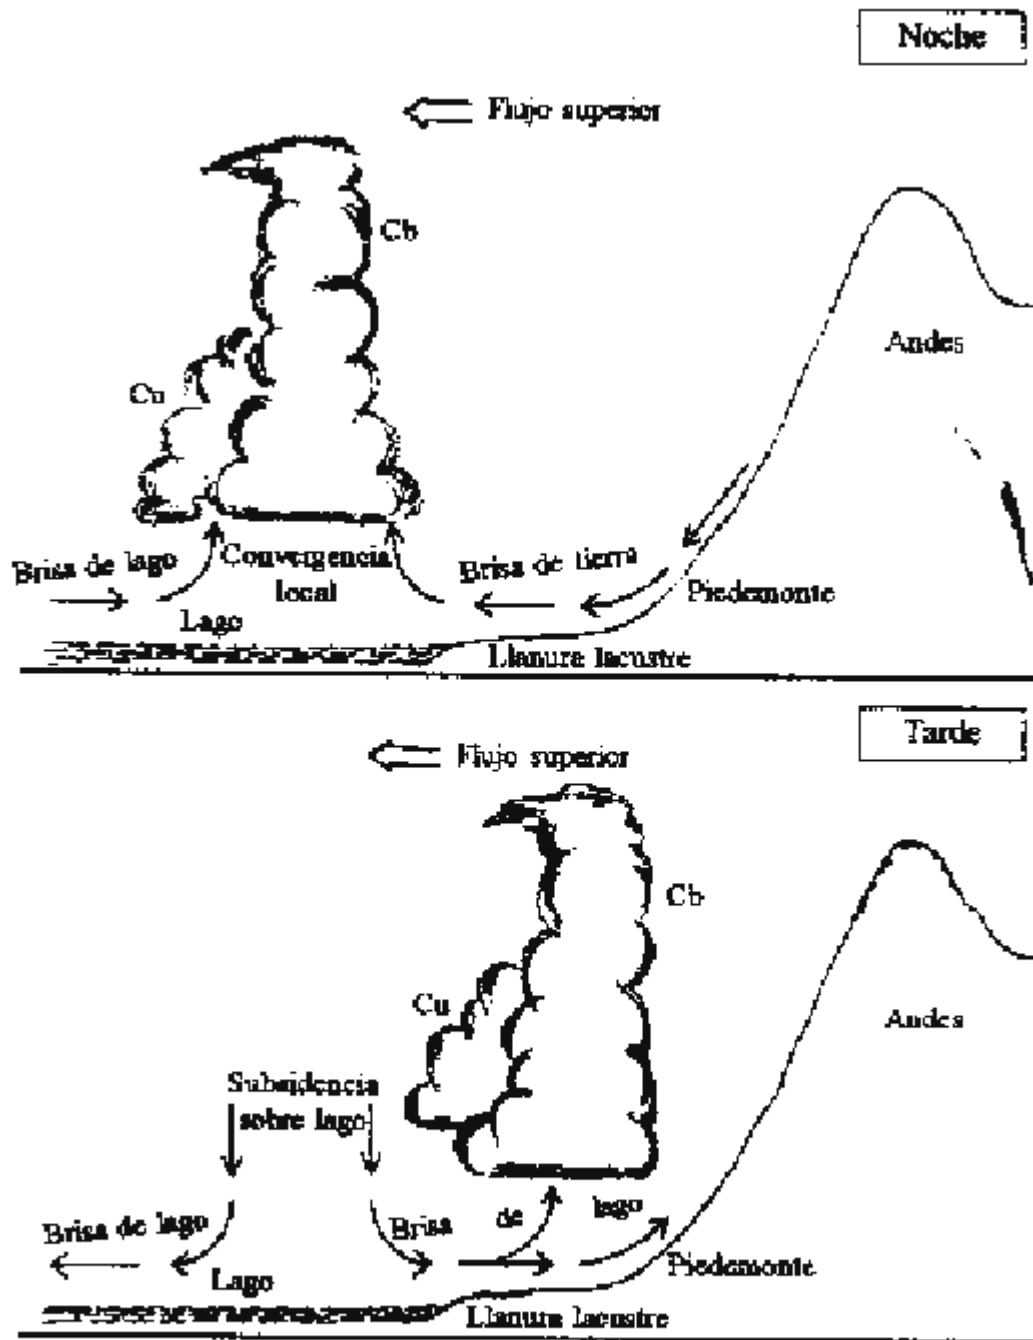 Noche
Flujo superior
Cb
Andes
Cu
Brisa de lago
Convergencia
local
Brisa de tierra
Piedemonte
Lago
Llanura lacustre
Tarde
Flujo superior
Cb
Cu
Andes
Subsidencia
sobre lago
Brisa de lago
Brisa de lago
Piedemonte
Lago
Llanura lacustre